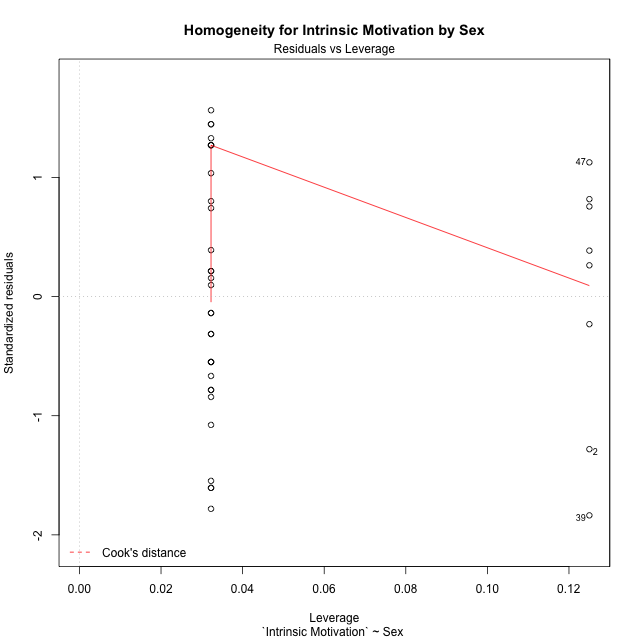 Homogeneity for Intrinsic Motivation by Sex
Residuals vs Leverage
Standardized residuals
1
0
-1
-2
47
2
39
Cook's distance
0.00 0.02 0.04 0.06 0.08 0.10 0.12
Leverage
`Intrinsic Motivation` ~ Sex